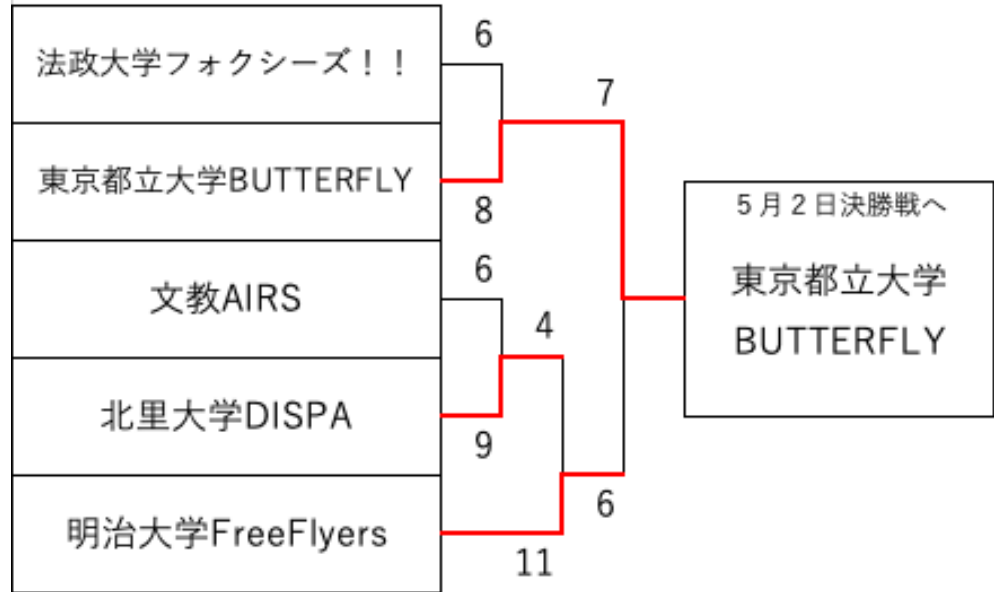 法政大学フォクシーズ！！
6
7
東京都立大学BUTTERFLY
8
5月2日決勝戦へ
東京都立大学
BUTTERFLY
文教AIRS
6
4
北里大学DISPA
9
6
明治大学FreeFlyers
11